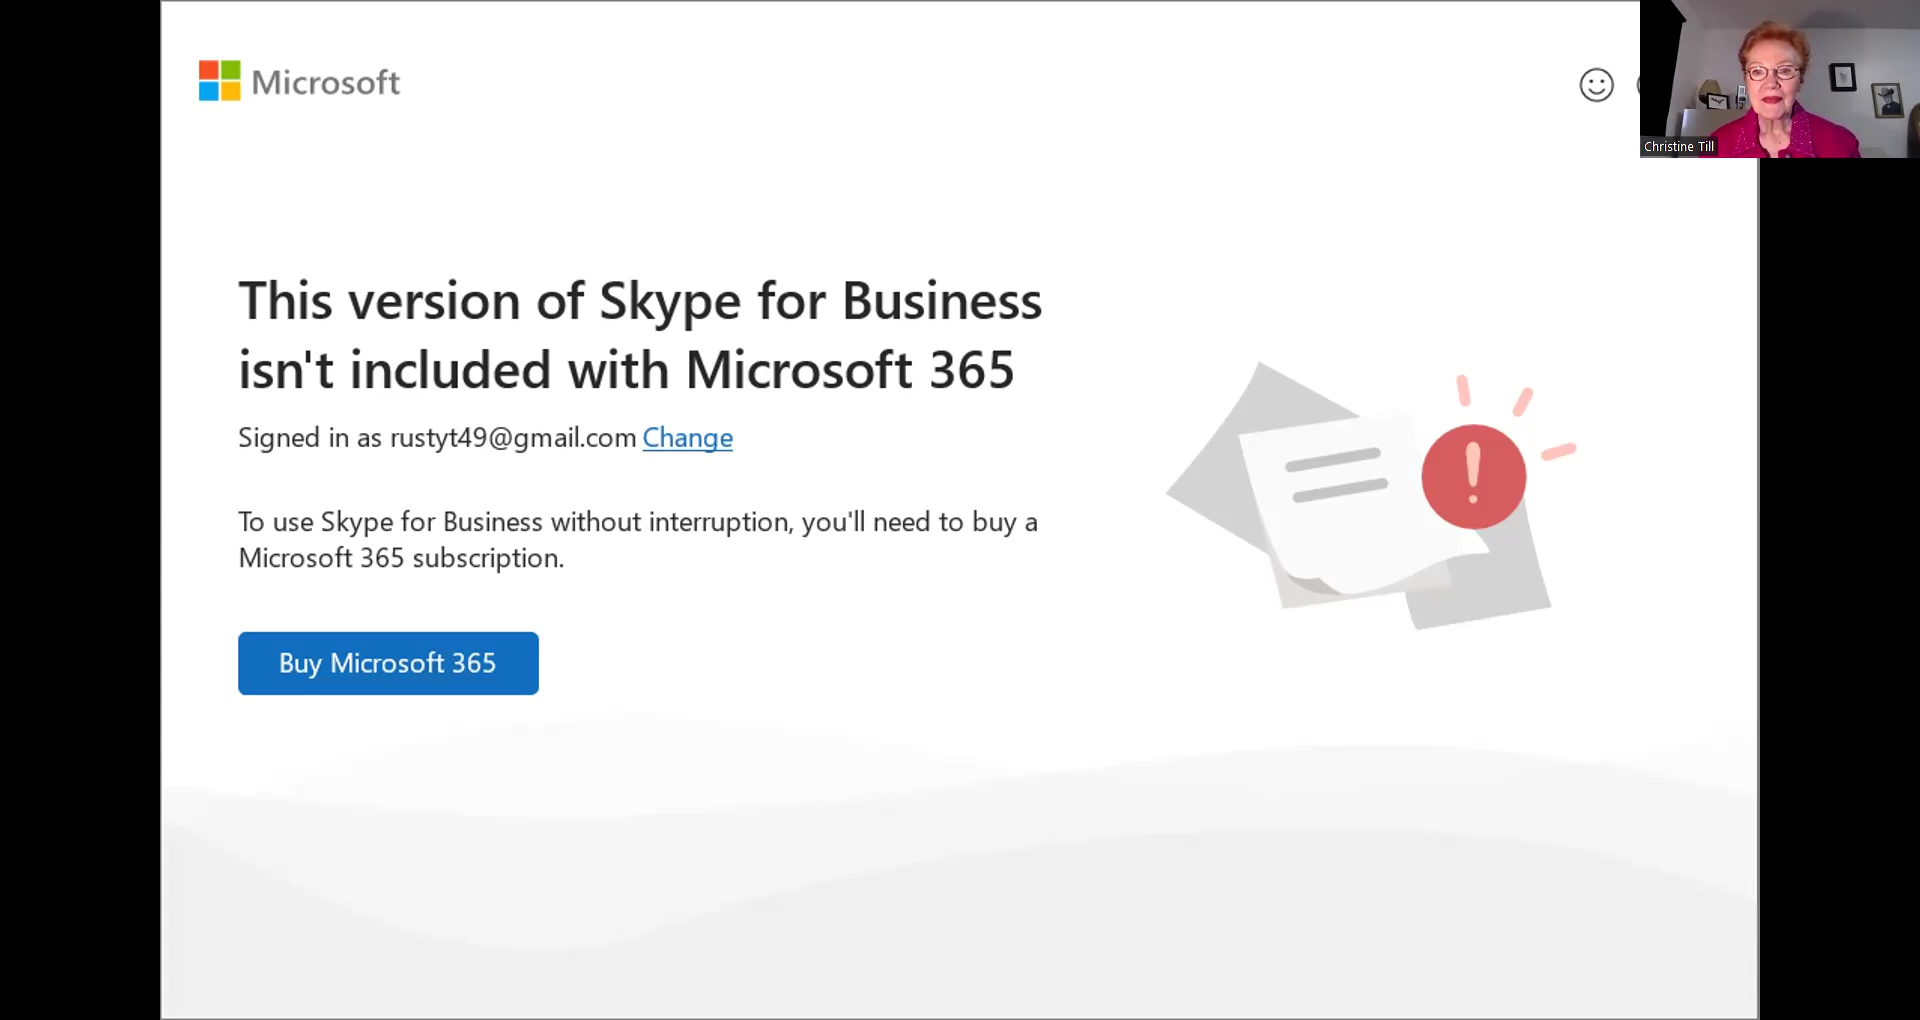 Microsoft
Christine Till
This version of Skype for Business
isn't included with Microsoft 365
Signed in as rustyt49@gmail.com Change
To use Skype for Business without interruption, you'll need to buy a
Microsoft 365 subscription.
Buy Microsoft 365